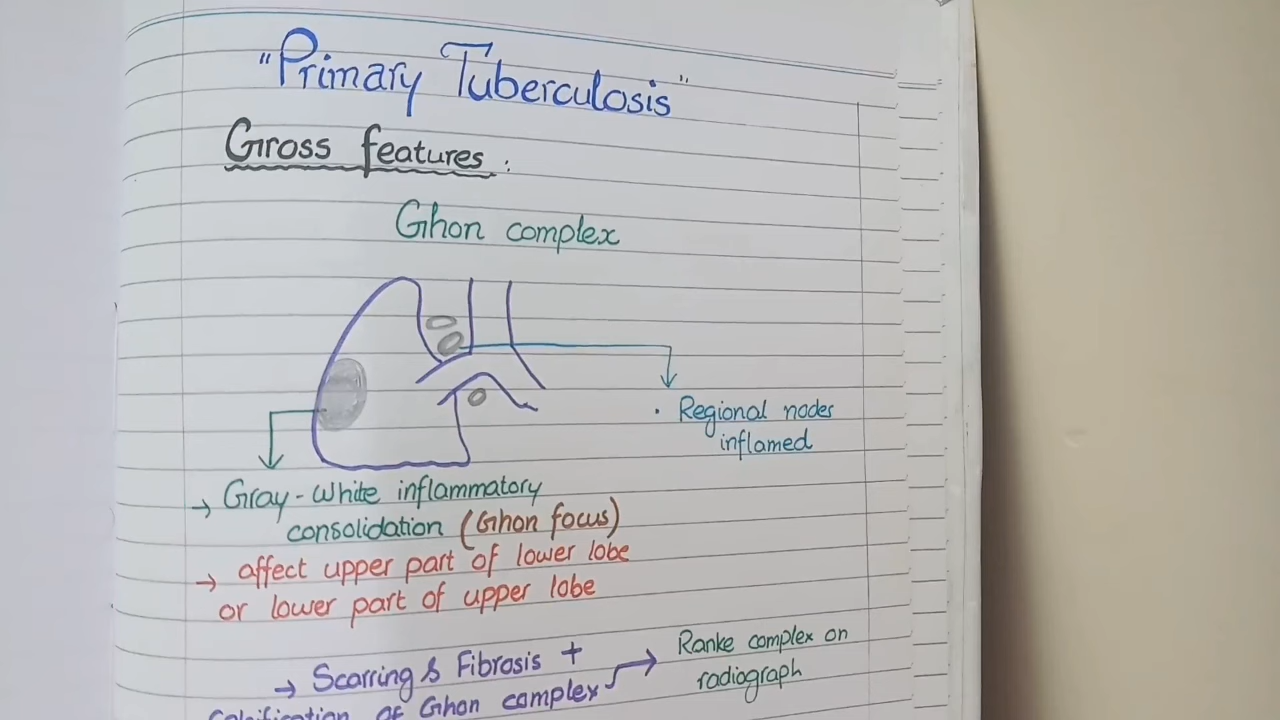 "Primary Tuberculosis"
Gross features :
Ghon complex
• Regional nodes
inflamed
→ Gray-white inflammatory
consolidation (Ghon focus)
→ affect upper part of lower lobe
or lower part of upper lobe
→ Scarring & Fibrosis +
Calcification of Ghon complex
Ranke complex on
radiograph